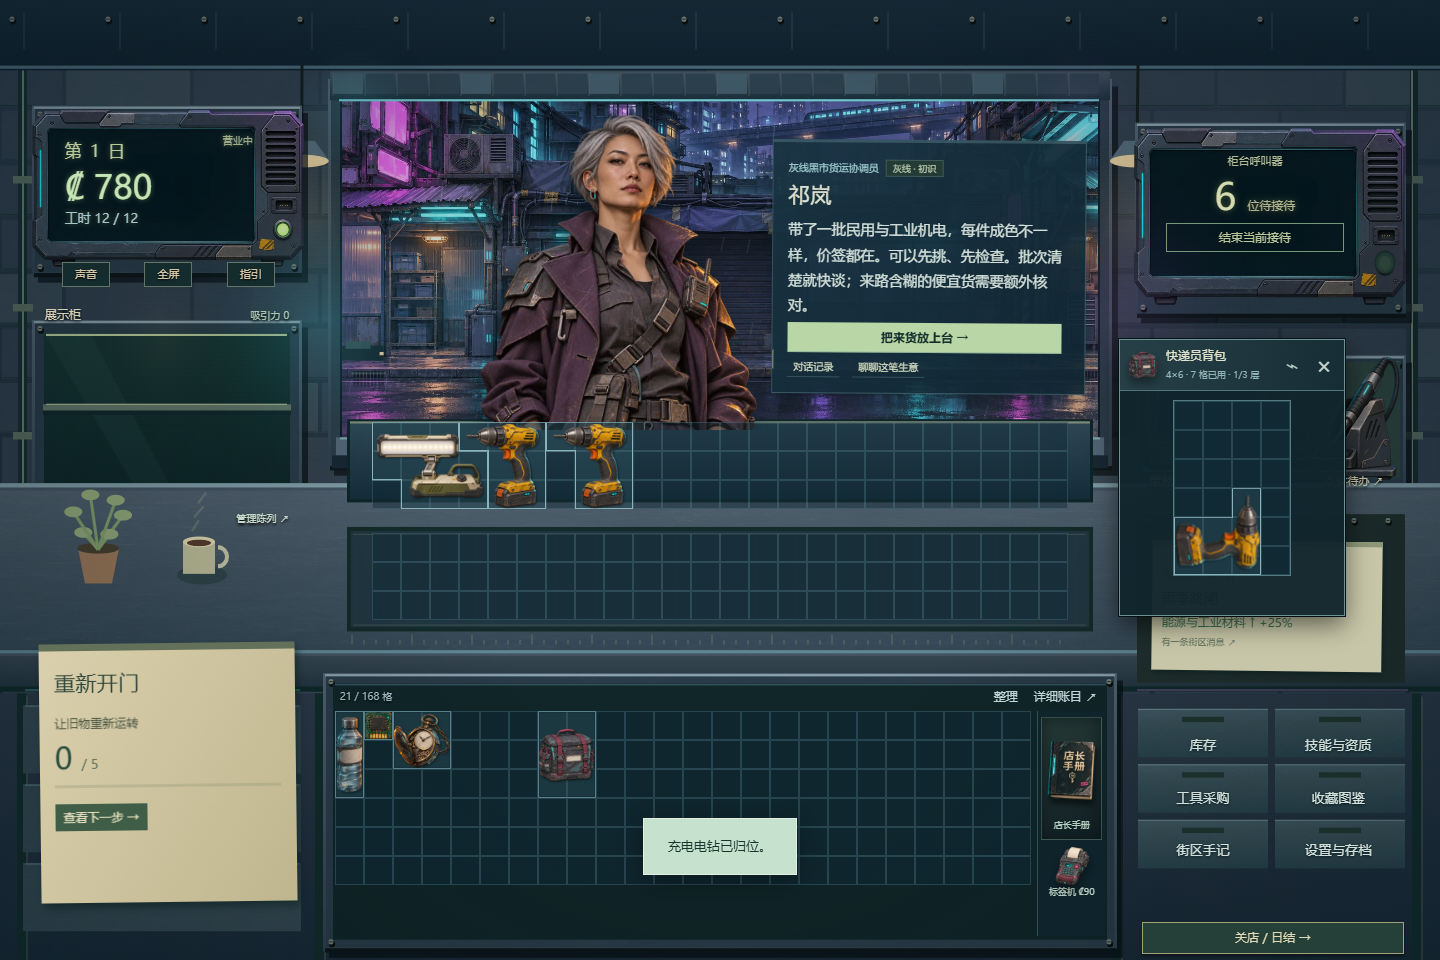 第 1 日
营业中
₡ 780
工时 12 / 12
声音
全屏
指引
展示柜
吸引力 0
管理陈列 ↗
灰线黑市货运协调员
灰线 · 初识
祁岚
带了一批民用与工业机电，每件成色不一
样，价签都在。可以先挑、先检查。批次清
楚就快谈；来路含糊的便宜货需要额外核
对。
把来货放上台 →
对话记录
聊聊这笔生意
柜台呼叫器
6 位待接待
结束当前接待
快递员背包
4×6 · 7 格已用 · 1/3 层
待办 ↗
能源与工业材料 ↑ +25%
有一条街区消息 ↗
重新开门
让旧物重新运转
0 / 5
查看下一步 →
21 / 168 格
整理
详细账目 ↗
店长
手册
店长手册
标签机 ₡90
充电电钻已归位。
库存
技能与资质
工具采购
收藏图鉴
街区手记
设置与存档
关店 / 日结 →